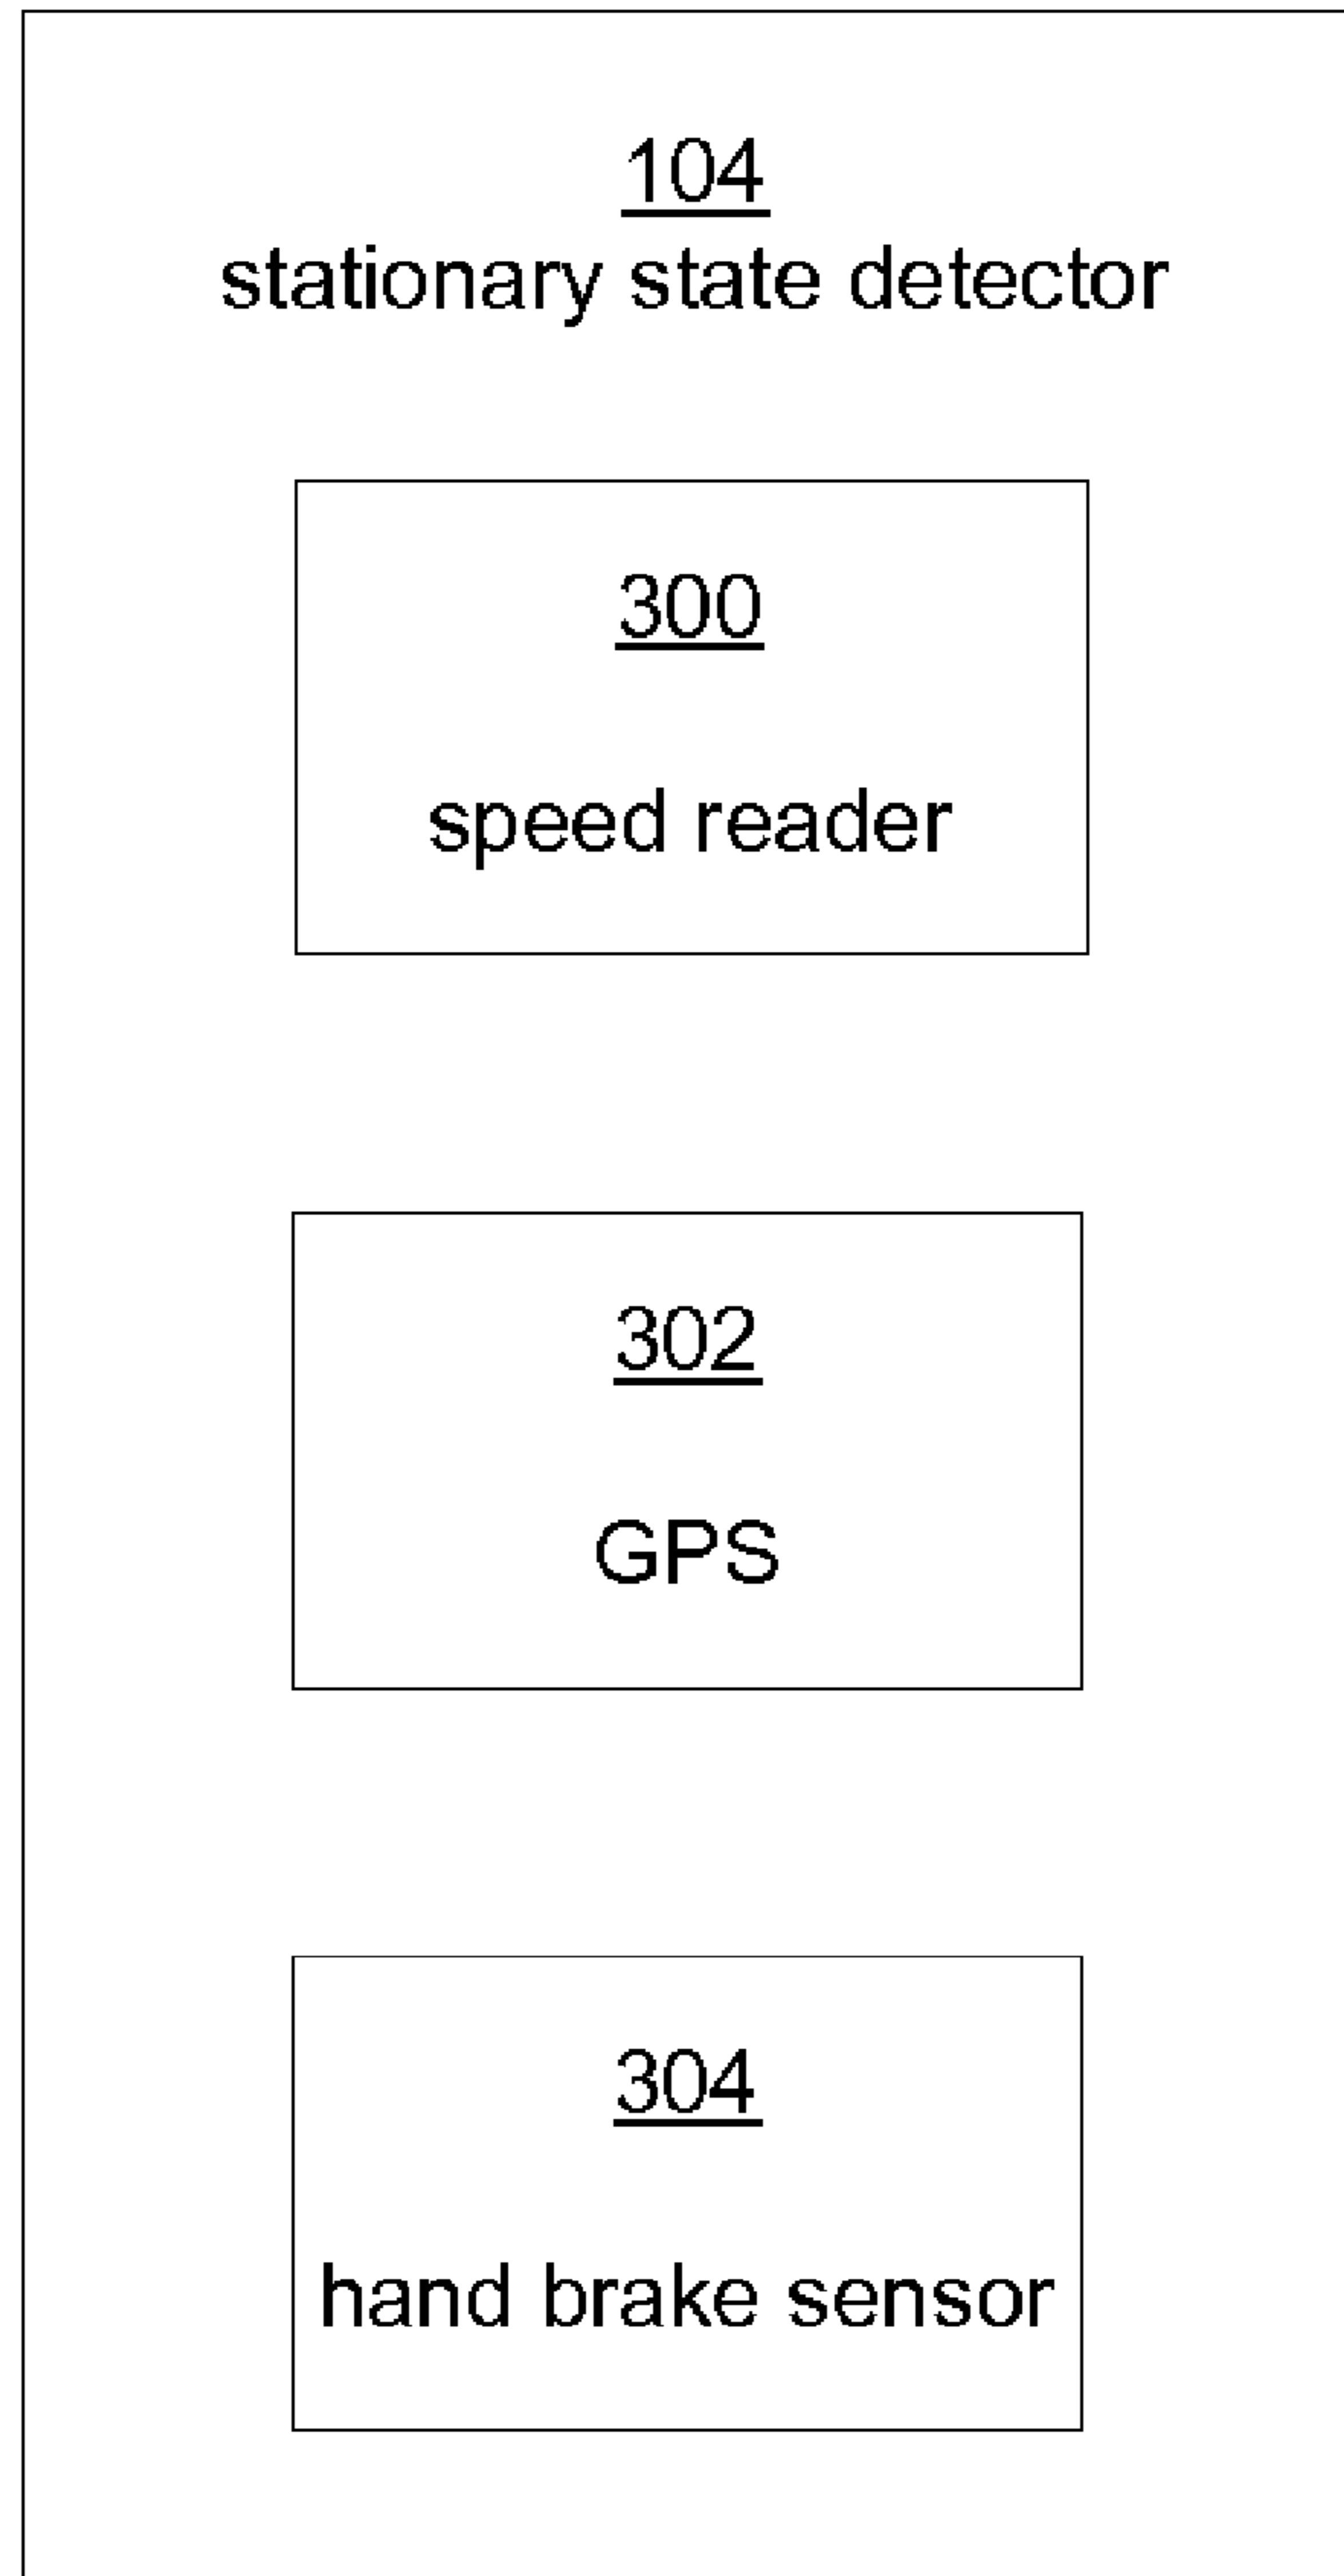 104
stationary state detector
300
speed reader
302
GPS
304
hand brake sensor